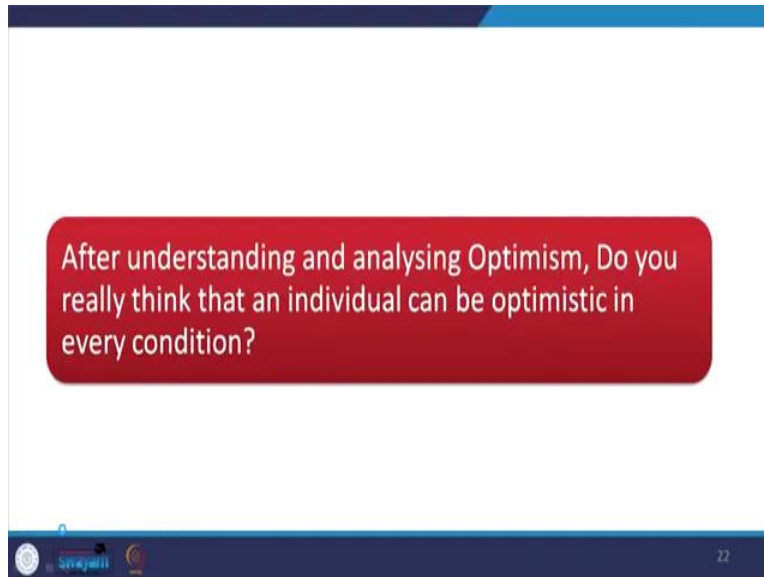 After understanding and analysing Optimism, Do you
really think that an individual can be optimistic in
every condition?
swayam
22